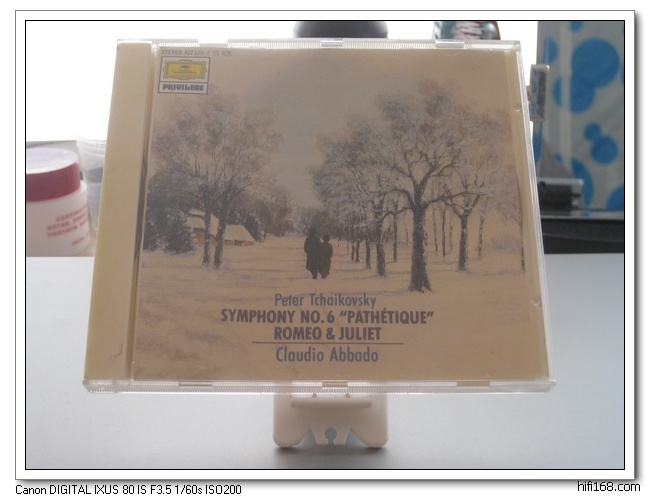 PRIVILEGE
Peter Tchaikovsky
SYMPHONY NO. 6 “PATHÉTIQUE”
ROMEO & JULIET
Claudio Abbado
Canon DIGITAL IXUS 80 IS F3.5 1/60s ISO200
hifi168.com